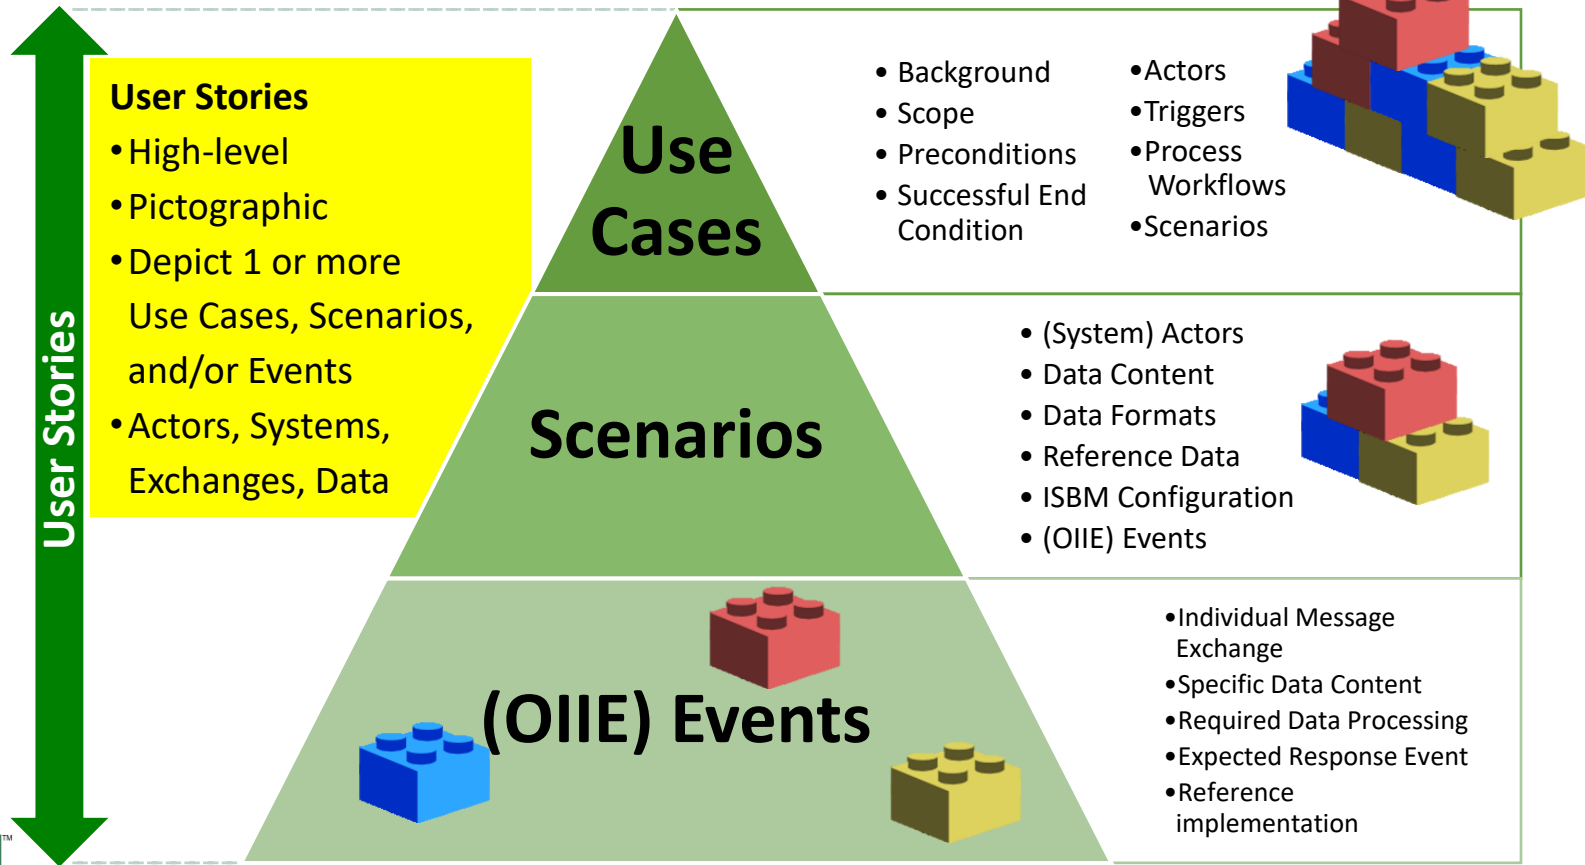 User Stories
User Stories
•High-level
•Pictographic
•Depict 1 or more
Use Cases, Scenarios,
and/or Events
•Actors, Systems,
Exchanges, Data
Use
Cases
• Background
• Scope
• Preconditions
• Successful End
Condition
•Actors
•Triggers
•Process
Workflows
•Scenarios
Scenarios
• (System) Actors
• Data Content
• Data Formats
• Reference Data
• ISBM Configuration
• (OIIE) Events
(OIIE) Events
•Individual Message
Exchange
•Specific Data Content
•Required Data Processing
•Expected Response Event
•Reference
implementation
™